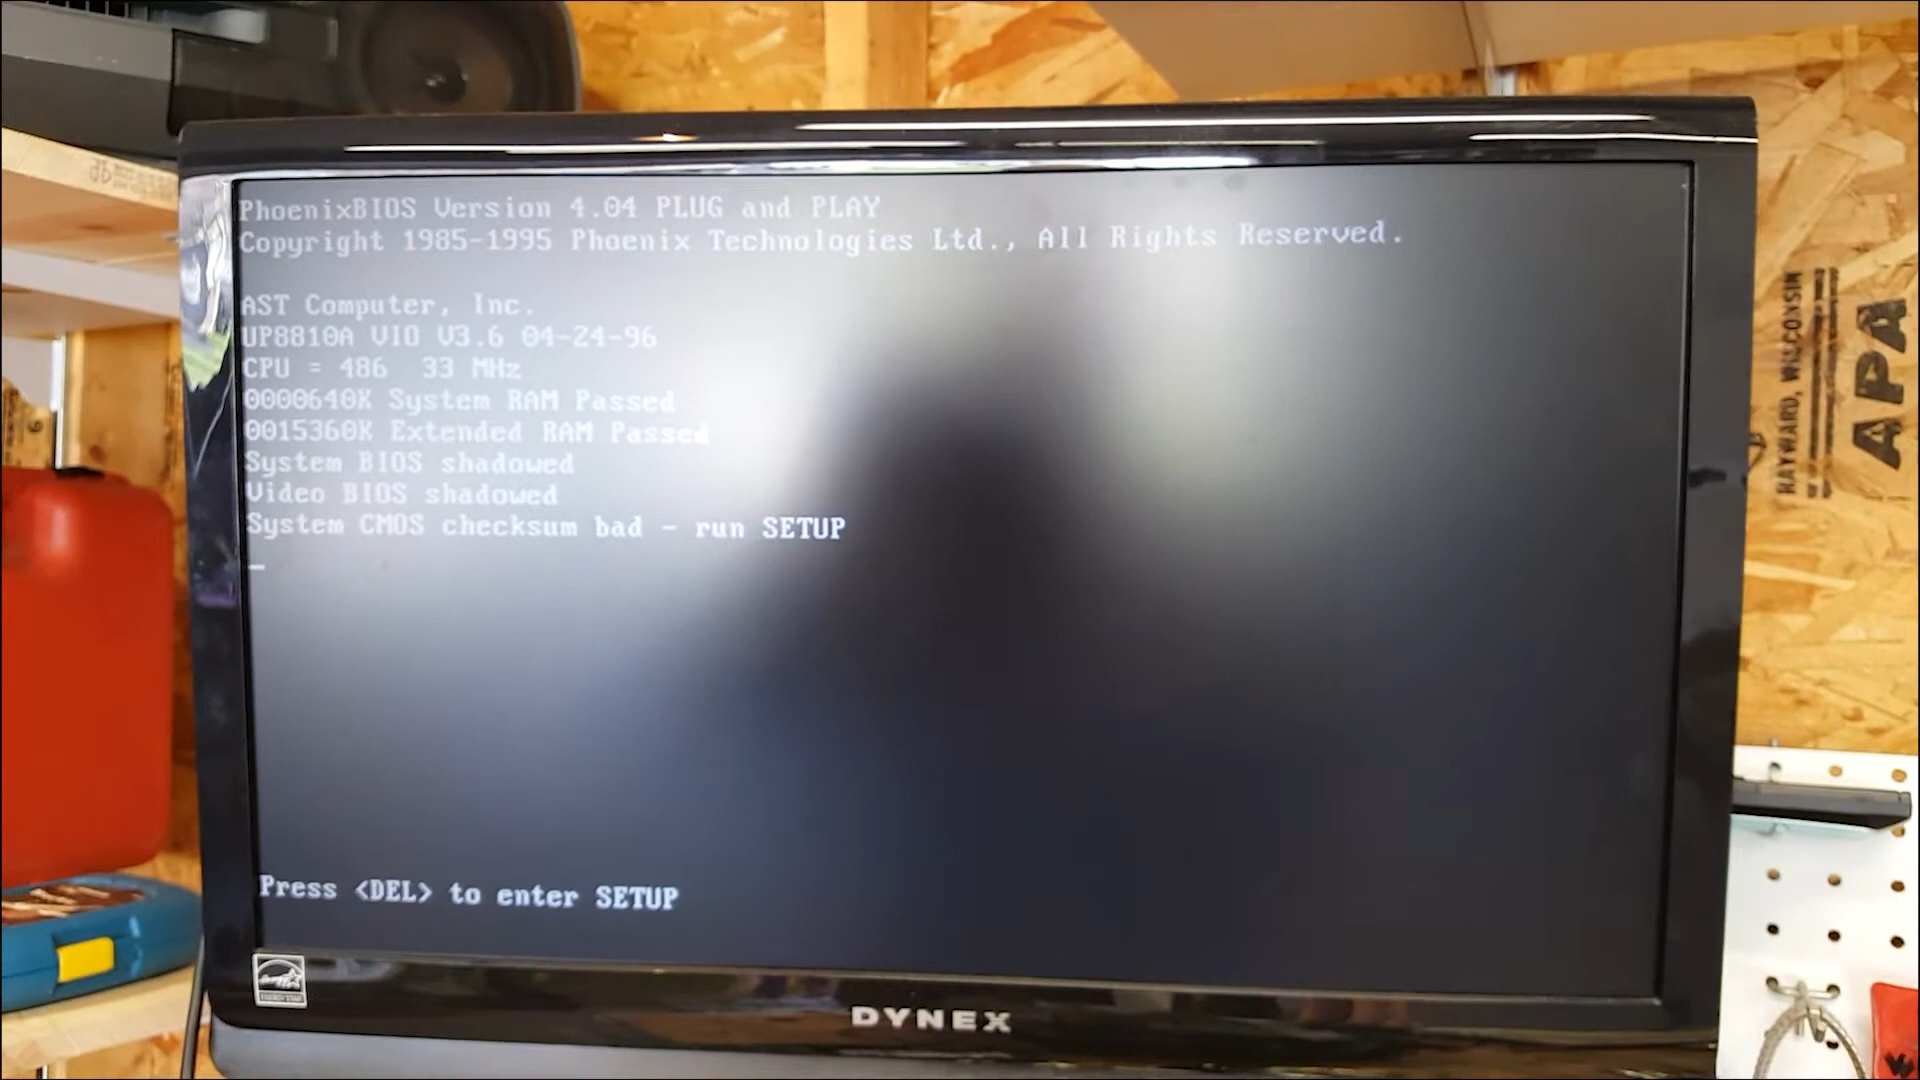 PhoenixBIOS Version 4.04 PLUG and PLAY
Copyright 1985-1995 Phoenix Technologies Ltd., All Rights Reserved.
AST Computer, Inc.
UP8810A VIO V3.6 04-24-96
CPU = 486 33 MHz
0000640K System RAM Passed
0015360K Extended RAM Passed
System BIOS shadowed
Video BIOS shadowed
System CMOS checksum bad - run SETUP
_
Press <DEL> to enter SETUP
DYNEX
HAYWARD, WISCONSIN
APA